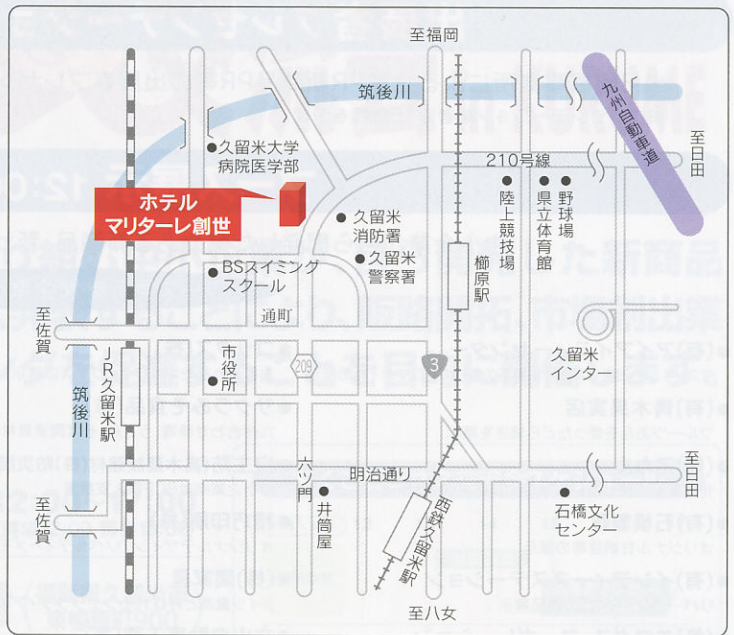 至福岡
筑後川
九州自動車道
至日田
久留米大学
病院医学部
210号線
ホテル
マリターレ創世
久留米
消防署
陸上競技場
県立体育館
野球場
久留米
警察署
BSスイミング
スクール
櫛原駅
通町
至佐賀
JR久留米駅
市役所
209
3
久留米
インター
筑後川
六ツ門
明治通り
至日田
井筒屋
西鉄久留米駅
石橋文化
センター
至佐賀
至八女